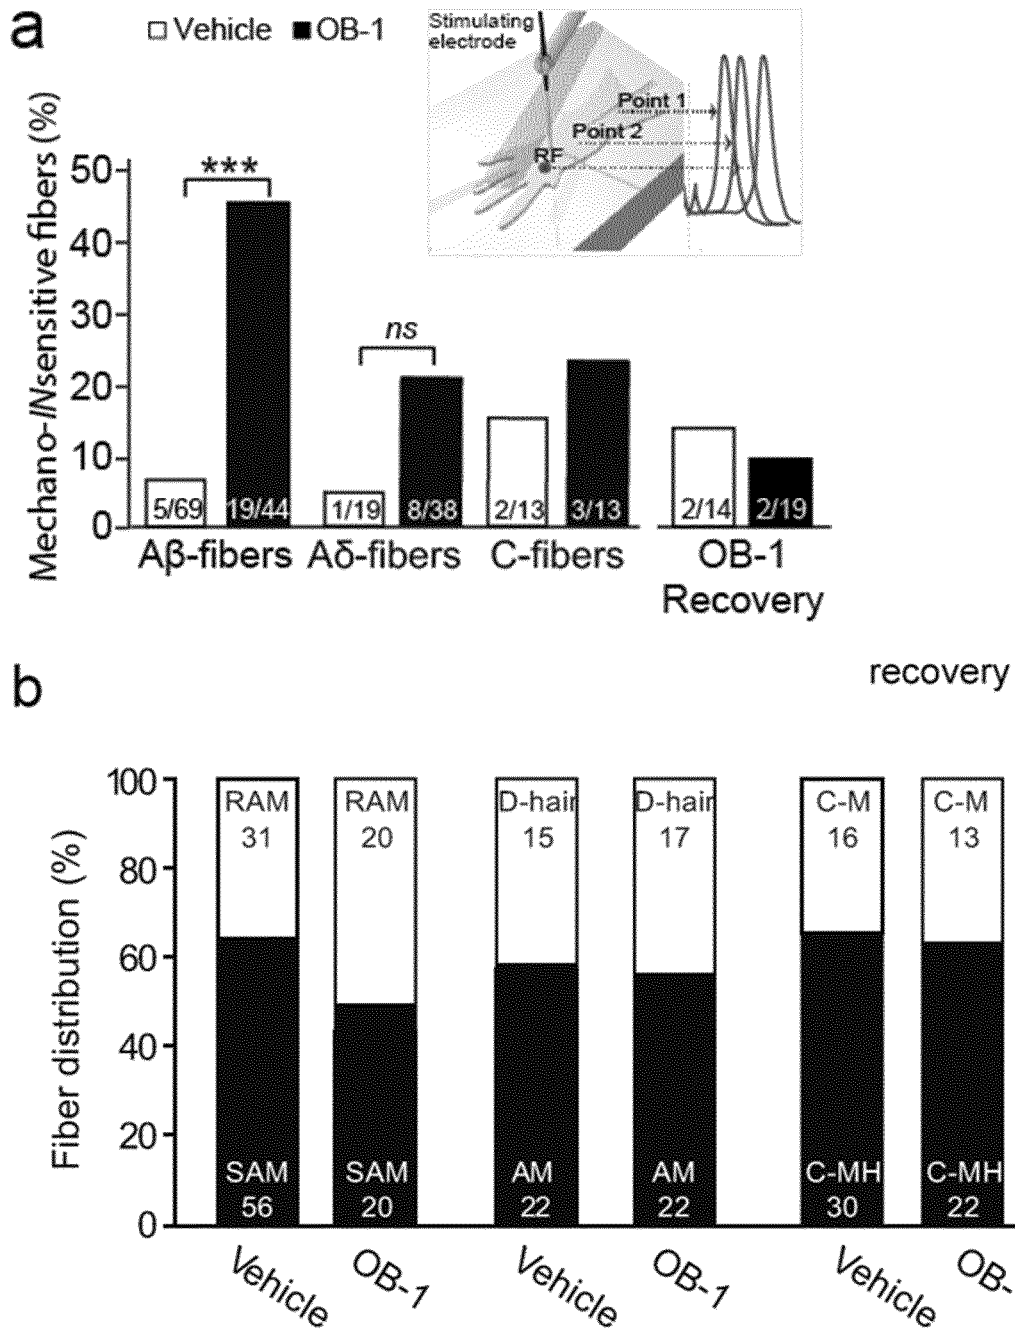 a
Vehicle OB-1
Stimulating
electrode
Point 1
Point 2
RF
Mechano-INsensitive fibers (%)
50
40
30
20
10
0
***
ns
5/69 19/44 1/19 8/38 2/13 3/13 2/14 2/19
Aβ-fibers Aδ-fibers C-fibers OB-1
Recovery
b
recovery
Fiber distribution (%)
100
80
60
40
20
0
RAM RAM D-hair D-hair C-M C-M
31 20 15 17 16 13
SAM SAM AM AM C-MH C-MH
56 20 22 22 30 22
Vehicle OB-1 Vehicle OB-1 Vehicle OB-